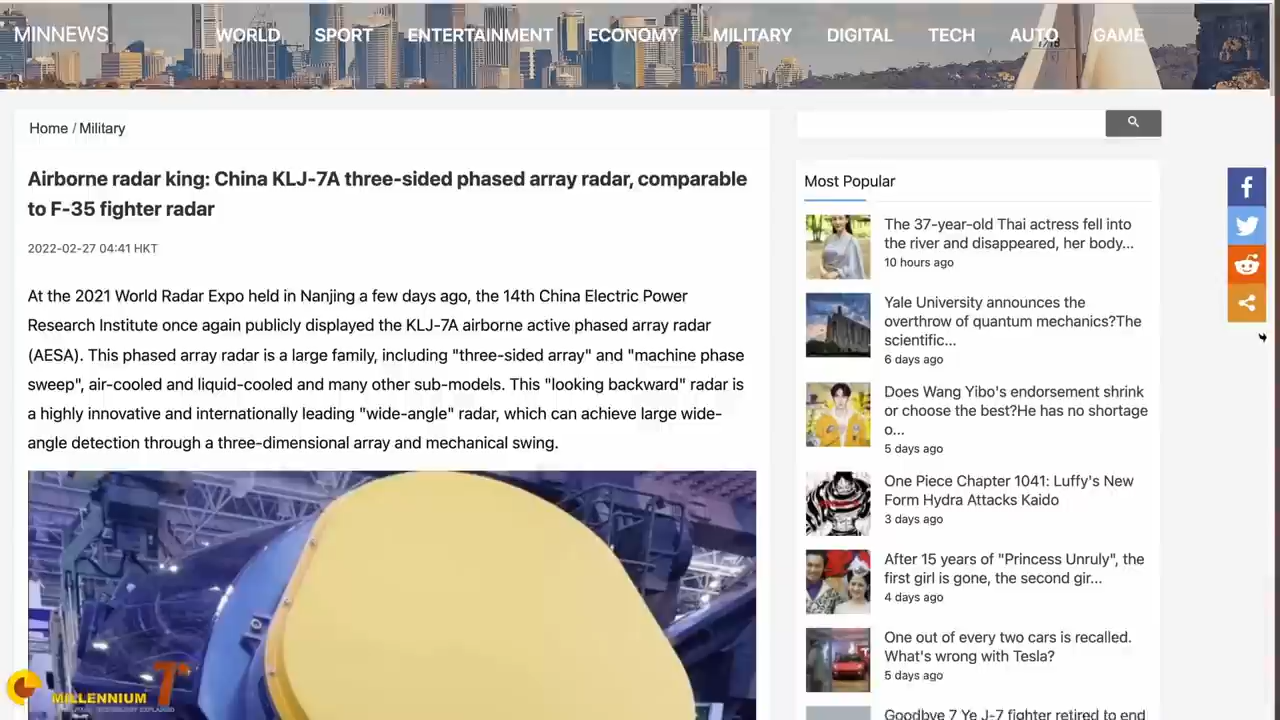 MINNEWS
WORLD
SPORT
ENTERTAINMENT
ECONOMY
MILITARY
DIGITAL
TECH
AUTO
GAME
Home / Military
Airborne radar king: China KLJ-7A three-sided phased array radar, comparable
to F-35 fighter radar
2022-02-27 04:41 HKT
At the 2021 World Radar Expo held in Nanjing a few days ago, the 14th China Electric Power
Research Institute once again publicly displayed the KLJ-7A airborne active phased array radar
(AESA). This phased array radar is a large family, including "three-sided array" and "machine phase
sweep", air-cooled and liquid-cooled and many other sub-models. This "looking backward" radar is
a highly innovative and internationally leading "wide-angle" radar, which can achieve large wide-
angle detection through a three-dimensional array and mechanical swing.
Most Popular
The 37-year-old Thai actress fell into
the river and disappeared, her body...
10 hours ago
Yale University announces the
overthrow of quantum mechanics?The
scientific...
6 days ago
Does Wang Yibo's endorsement shrink
or choose the best?He has no shortage
o...
5 days ago
One Piece Chapter 1041: Luffy's New
Form Hydra Attacks Kaido
3 days ago
After 15 years of "Princess Unruly", the
first girl is gone, the second gir...
4 days ago
One out of every two cars is recalled.
What's wrong with Tesla?
5 days ago
Goodbye 7 Ye J-7 fighter retired to end
MILLENNIUM 7*